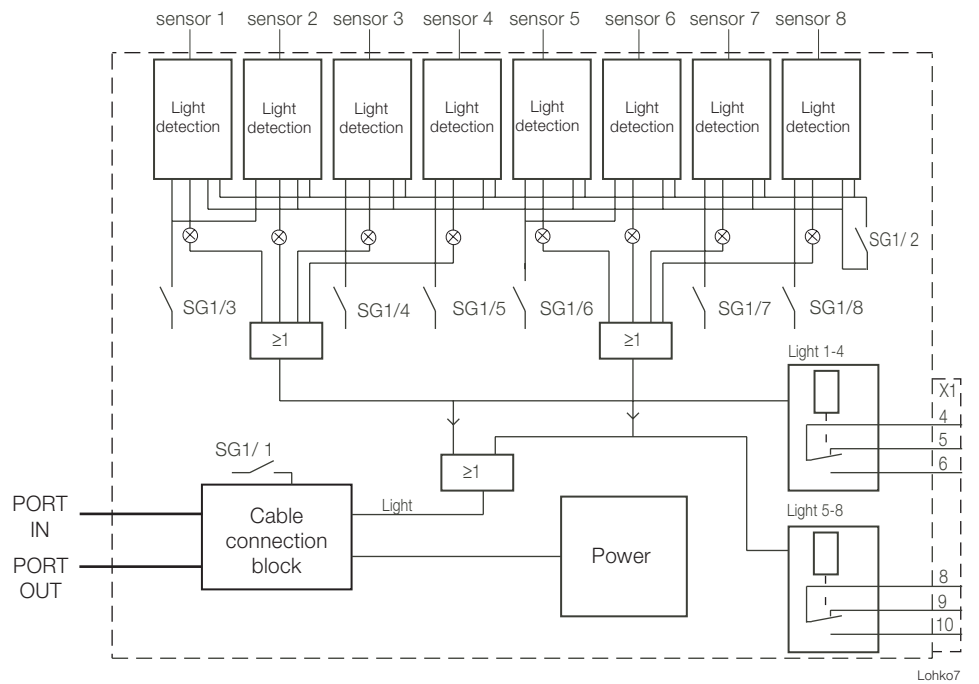 sensor 1 sensor 2 sensor 3 sensor 4 sensor 5 sensor 6 sensor 7 sensor 8
Light detection
Light detection
Light detection
Light detection
Light detection
Light detection
Light detection
Light detection
SG1/ 2
SG1/3
SG1/4
SG1/5
SG1/6
SG1/7
SG1/8
≥1
≥1
Light 1-4
X1
4
5
6
SG1/ 1
≥1
PORT
IN
Cable
connection
block
Light
Power
Light 5-8
PORT
OUT
8
9
10
Lohko7